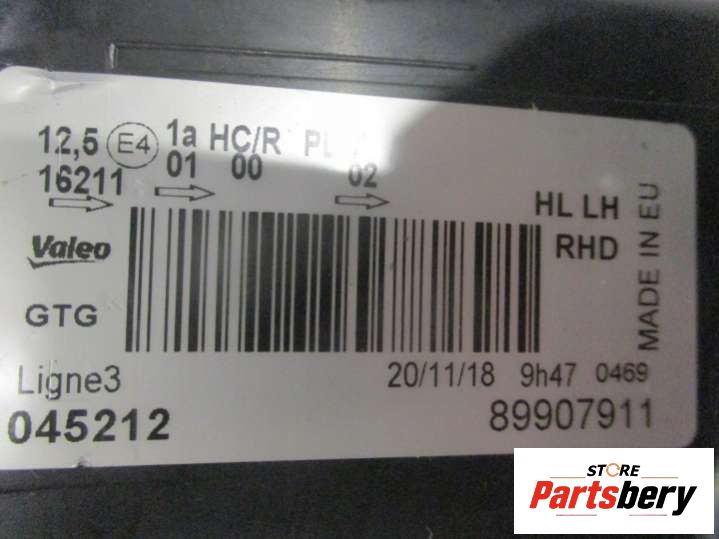 12,5 E4 1a HC/R PL
16211 01 00 02
HL LH
Valeo RHD
GTG
MADE IN EU
Ligne3 20/11/18 9h47 0469
045212 89907911
STORE
Partsbery